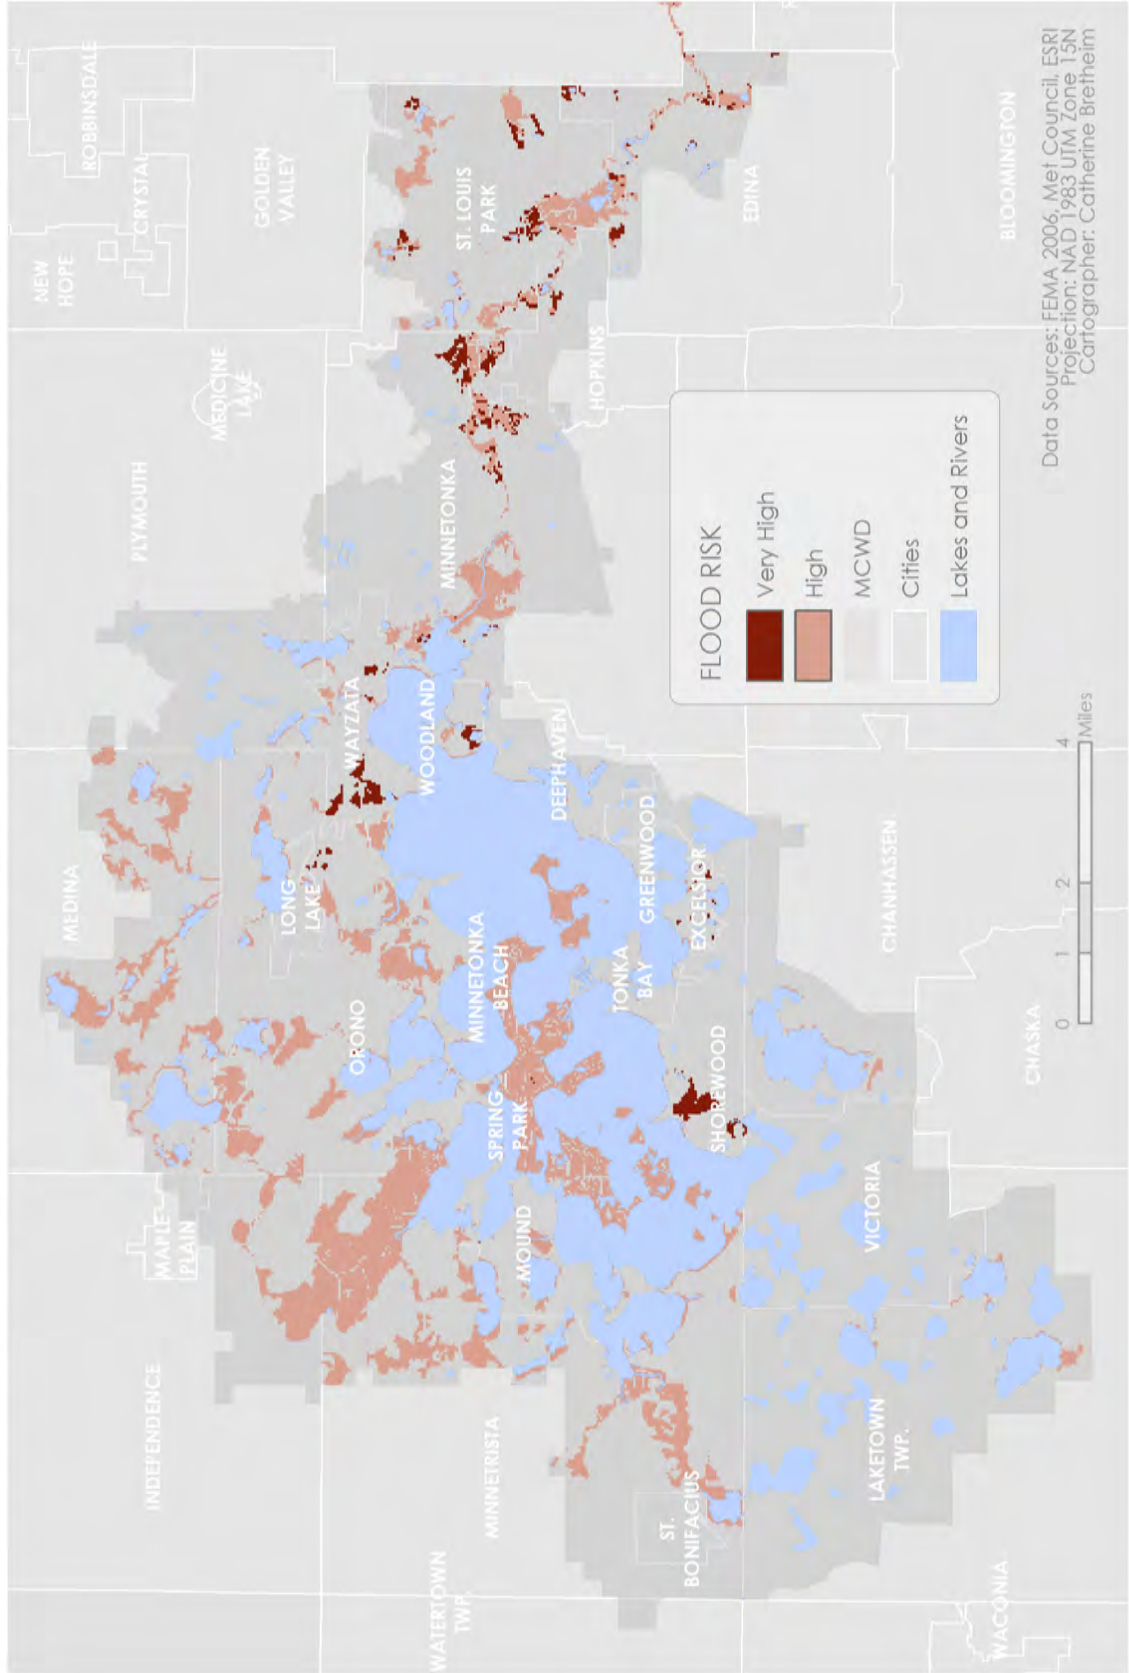 ROBBINSDALE
NEW
HOPE
CRYSTAL
GOLDEN
VALLEY
MEDICINE
LAKE
PLYMOUTH
ST. LOUIS
PARK
EDINA
BLOOMINGTON
HOPKINS
MINNETONKA
MEDINA
WAYZATA
WOODLAND
LONG
LAKE
DEEPHAVEN
GREENWOOD
EXCELSIOR
MINNETONKA
BEACH
TONKA
BAY
ORONO
SPRING
PARK
SHOREWOOD
CHANHASSEN
CHASKA
MAPLE
PLAIN
MOUND
VICTORIA
INDEPENDENCE
MINNETRISTA
LAKETOWN
TWP.
ST.
BONIFACIUS
WATERTOWN
TWP.
WACONIA
FLOOD RISK
Very High
High
MCWD
Cities
Lakes and Rivers
0 1 2 4
Miles
Data Sources: FEMA 2006, Met Council, ESRI
Projection: NAD 1983 UTM Zone 15N
Cartographer: Catherine Bretheim